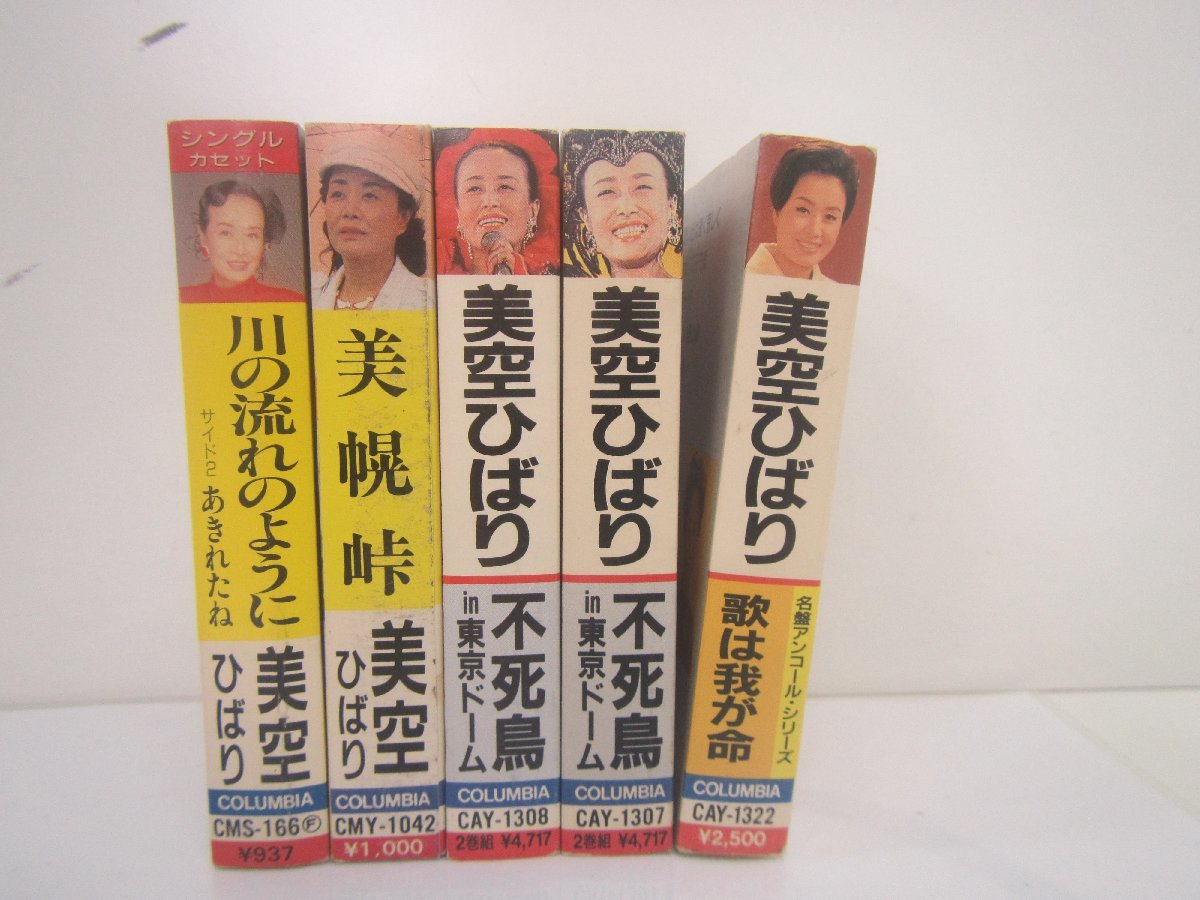 シングル
カセット
川の流れのように
サイド2 あきれたね
美空
ひばり
COLUMBIA
CMS-166Ⓕ
¥937
美幌峠
美空
ひばり
COLUMBIA
CMY-1042
¥1,000
美空ひばり
不死鳥
in東京ドーム
COLUMBIA
CAY-1308
2巻組 ¥4,717
美空ひばり
不死鳥
in東京ドーム
COLUMBIA
CAY-1307
2巻組 ¥4,717
美空ひばり
名盤アンコール・シリーズ
歌は我が命
COLUMBIA
CAY-1322
¥2,500